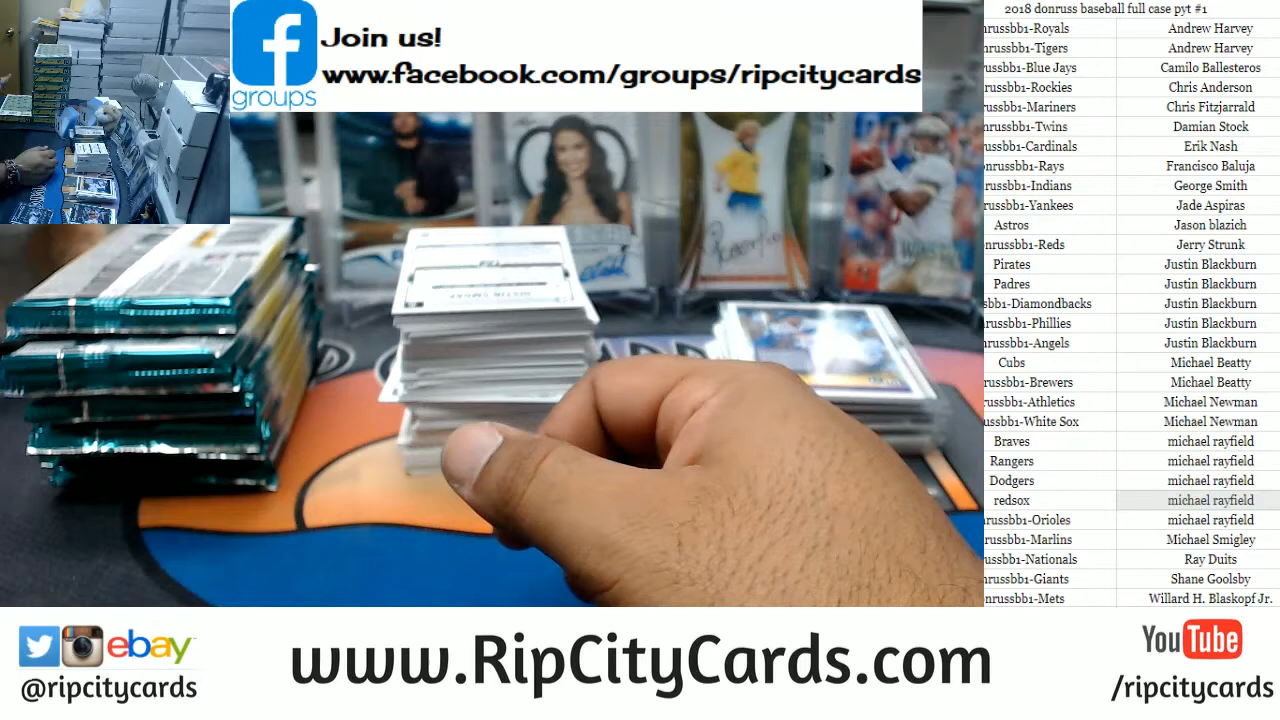 Join us!
www.facebook.com/groups/ripcitycards
groups
2018 donruss baseball full case pyt #1
nrussbb1-Royals Andrew Harvey
nrussbb1-Tigers Andrew Harvey
russbb1-Blue Jays Camilo Ballesteros
nrussbb1-Rockies Chris Anderson
russbb1-Mariners Chris Fitzjarrald
nrussbb1-Twins Damian Stock
russbb1-Cardinals Erik Nash
onrussbb1-Rays Francisco Baluja
nrussbb1-Indians George Smith
russbb1-Yankees Jade Aspiras
Astros Jason blazich
onrussbb1-Reds Jerry Strunk
Pirates Justin Blackburn
Padres Justin Blackburn
sbb1-Diamondbacks Justin Blackburn
russbb1-Phillies Justin Blackburn
nrussbb1-Angels Justin Blackburn
Cubs Michael Beatty
russbb1-Brewers Michael Beatty
russbb1-Athletics Michael Newman
russbb1-White Sox Michael Newman
Braves michael rayfield
Rangers michael rayfield
Dodgers michael rayfield
redsox michael rayfield
nrussbb1-Orioles michael rayfield
russbb1-Marlins Michael Smigley
russbb1-Nationals Ray Duits
nrussbb1-Giants Shane Goolsby
onrussbb1-Mets Willard H. Blaskopf Jr.
ebay
@ripcitycards
www.RipCityCards.com
YouTube
/ripcitycards